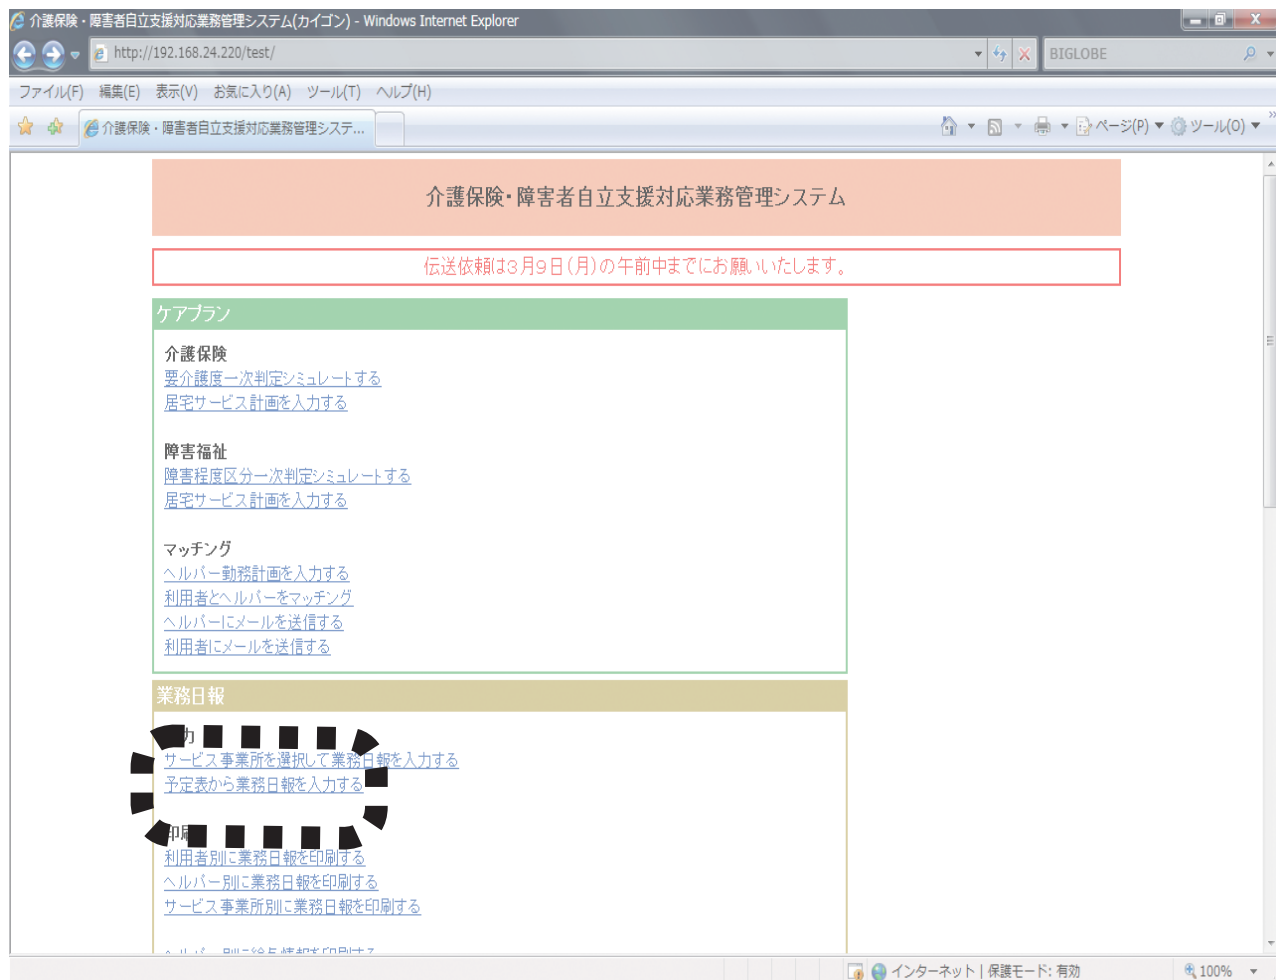 介護保険・障害者自立支援対応業務管理システム(カイゴン) - Windows Internet Explorer
http://192.168.24.220/test/
BIGLOBE
ファイル(F) 編集(E) 表示(V) お気に入り(A) ツール(T) ヘルプ(H)
介護保険・障害者自立支援対応業務管理システ...
ページ(P) ツール(O)
介護保険・障害者自立支援対応業務管理システム
伝送依頼は3月9日(月)の午前中までにお願いいたします。
ケアプラン
介護保険
要介護度一次判定シミュレートする
居宅サービス計画を入力する
障害福祉
障害程度区分一次判定シミュレートする
居宅サービス計画を入力する
マッチング
ヘルパー勤務計画を入力する
利用者とヘルパーをマッチング
ヘルパーにメールを送信する
利用者にメールを送信する
業務日報
力
サービス事業所を選択して業務日報を入力する
予定表から業務日報を入力する
印刷
利用者別に業務日報を印刷する
ヘルパー別に業務日報を印刷する
サービス事業所別に業務日報を印刷する
インターネット | 保護モード: 有効
100%